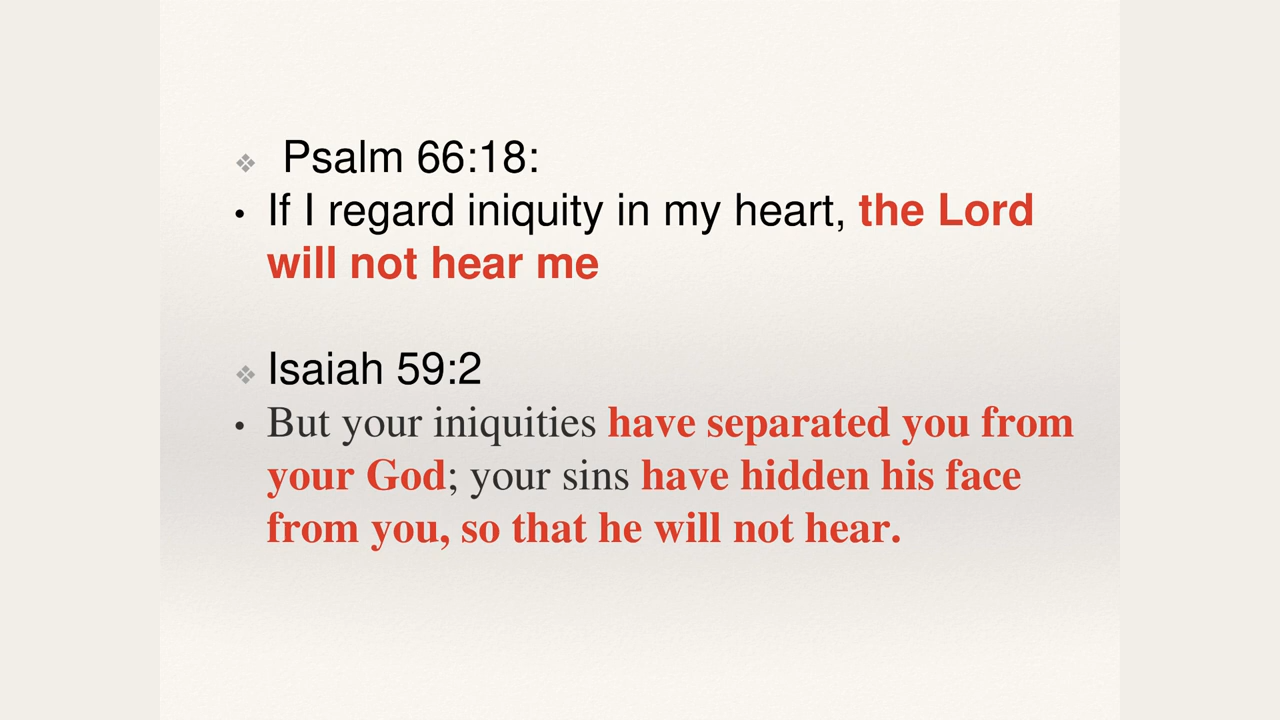 ❖ Psalm 66:18:
• If I regard iniquity in my heart, the Lord
will not hear me
❖ Isaiah 59:2
• But your iniquities have separated you from
your God; your sins have hidden his face
from you, so that he will not hear.